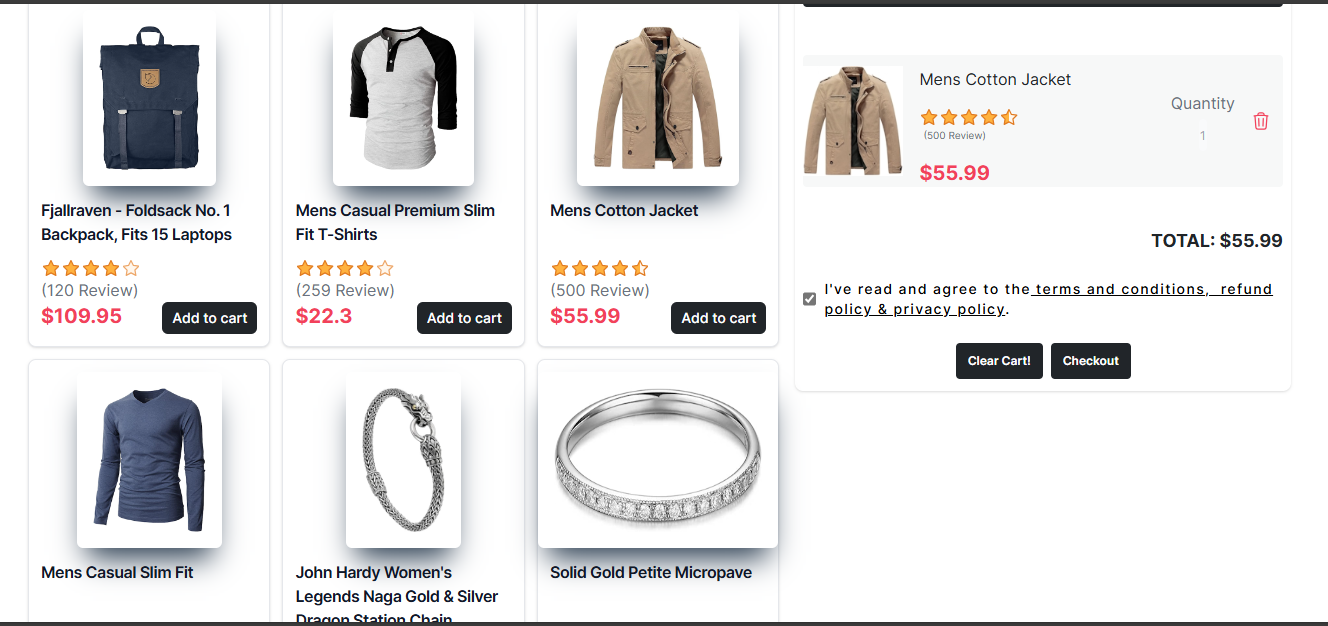 Fjallraven - Foldsack No. 1
Backpack, Fits 15 Laptops
(120 Review)
$109.95
Add to cart
Mens Casual Premium Slim
Fit T-Shirts
(259 Review)
$22.3
Add to cart
Mens Cotton Jacket
(500 Review)
$55.99
Add to cart
Mens Casual Slim Fit
John Hardy Women's
Legends Naga Gold & Silver
Dragon Station Chain
Solid Gold Petite Micropave
Mens Cotton Jacket
(500 Review)
$55.99
Quantity
1
TOTAL: $55.99
I've read and agree to the terms and conditions, refund
policy & privacy policy.
Clear Cart!
Checkout